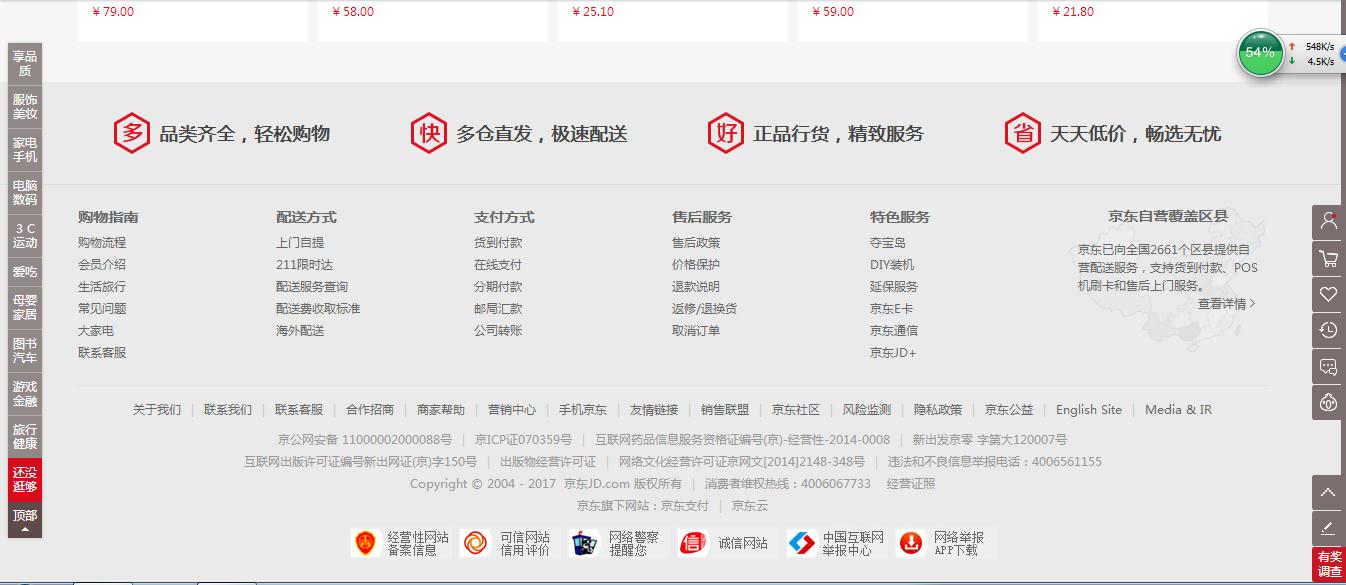 ¥ 79.00
¥ 58.00
¥ 25.10
¥ 59.00
¥ 21.80
54%
548K/s
4.5K/s
享品
质
服饰
美妆
家电
手机
电脑
数码
3 C
运动
爱吃
母婴
家居
图书
汽车
游戏
金融
旅行
健康
还没
逛够
顶部
多 品类齐全，轻松购物
快 多仓直发，极速配送
好 正品行货，精致服务
省 天天低价，畅选无忧
购物指南
购物流程
会员介绍
生活旅行
常见问题
大家电
联系客服
配送方式
上门自提
211限时达
配送服务查询
配送费收取标准
海外配送
支付方式
货到付款
在线支付
分期付款
邮局汇款
公司转账
售后服务
售后政策
价格保护
退款说明
返修/退换货
取消订单
特色服务
夺宝岛
DIY装机
延保服务
京东E卡
京东通信
京东JD+
京东自营覆盖区县
京东已向全国2661个区县提供自
营配送服务，支持货到付款、POS
机刷卡和售后上门服务。
查看详情 >
关于我们 | 联系我们 | 联系客服 | 合作招商 | 商家帮助 | 营销中心 | 手机京东 | 友情链接 | 销售联盟 | 京东社区 | 风险监测 | 隐私政策 | 京东公益 | English Site | Media & IR
京公网安备 11000002000088号 | 京ICP证070359号 | 互联网药品信息服务资格证编号(京)-经营性-2014-0008 | 新出发京零 字第大120007号
互联网出版许可证编号新出网证(京)字150号 | 出版物经营许可证 | 网络文化经营许可证京网文[2014]2148-348号 | 违法和不良信息举报电话：4006561155
Copyright © 2004 - 2017 京东JD.com 版权所有 | 消费者维权热线：4006067733 经营证照
京东旗下网站：京东支付 | 京东云
经营性网站
备案信息
可信网站
信用评价
网络警察
提醒您
信 诚信网站
中国互联网
举报中心
网络举报
APP下载
有奖
调查